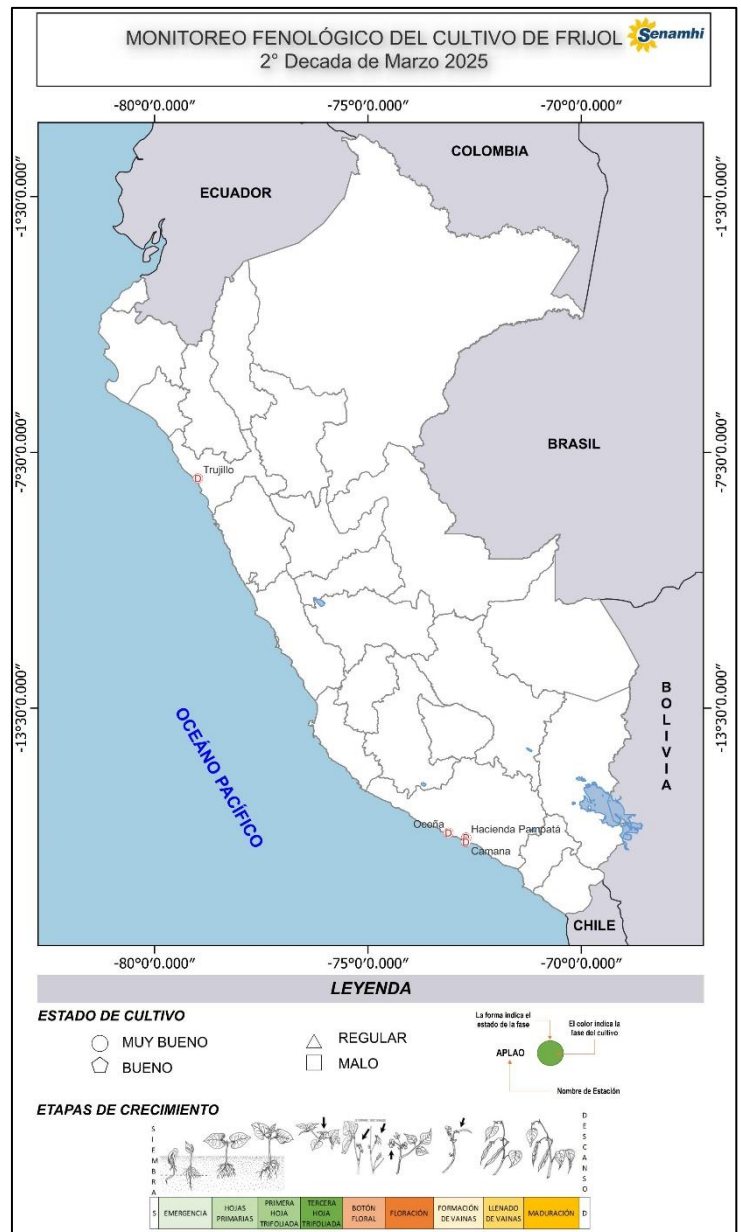 MONITOREO FENOLÓGICO DEL CULTIVO DE FRIJOL
2° Decada de Marzo 2025
Senamhi
-80°0'0.000" -75°0'0.000" -70°0'0.000"
COLOMBIA
ECUADOR
-1°30'0.000" -1°30'0.000"
BRASIL
-7°30'0.000" -7°30'0.000"
D Trujillo
-13°30'0.000" -13°30'0.000"
BOLIVIA
OCEÁNO PACÍFICO
Ocoña D
D Hacienda Pampatá
D Camana
CHILE
-80°0'0.000" -75°0'0.000" -70°0'0.000"
LEYENDA
ESTADO DE CULTIVO
MUY BUENO
BUENO
REGULAR
MALO
La forma indica el
estado de la fase
El color indica la
fase del cultivo
APLAO
Nombre de Estación
ETAPAS DE CRECIMIENTO
SIEMBRA
DESCANSO
S
EMERGENCIA
HOJAS
PRIMARIAS
PRIMERA
HOJA
TRIFOLIADA
TERCERA
HOJA
TRIFOLIADA
BOTÓN
FLORAL
FLORACIÓN
FORMACIÓN
DE VAINAS
LLENADO
DE VAINAS
MADURACIÓN
D